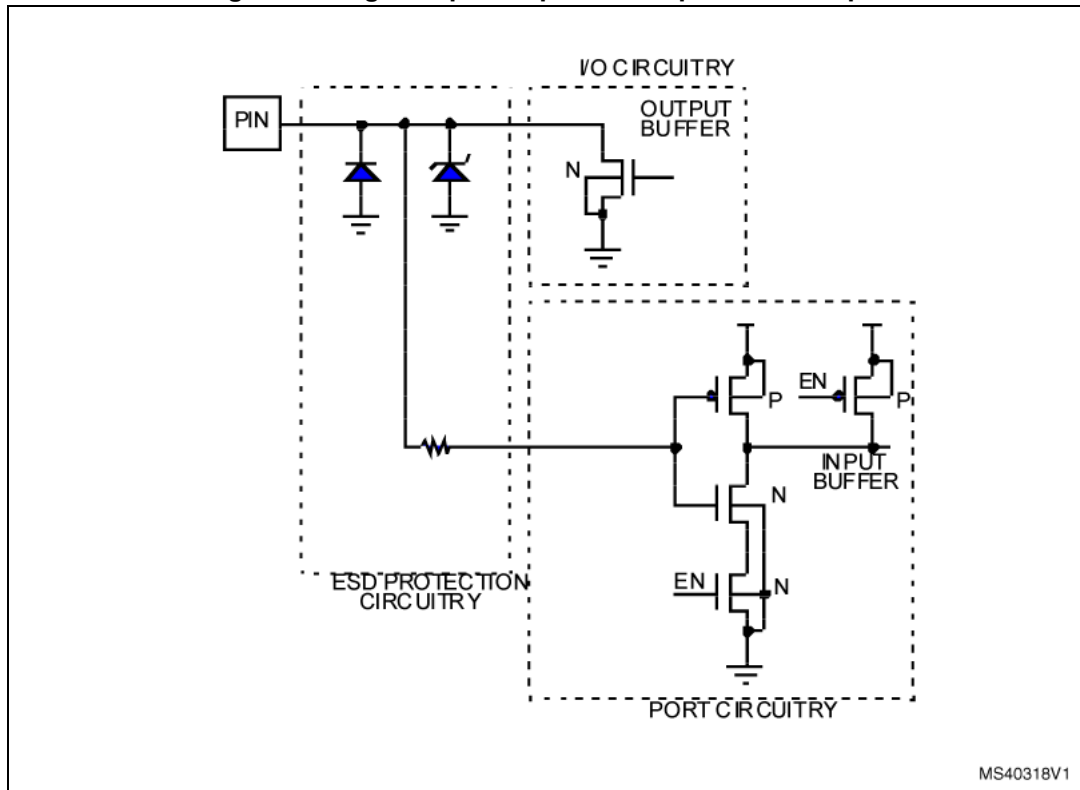 I/O CIRCUITRY
PIN
OUTPUT
BUFFER
N
EN
P
P
INPUT
BUFFER
N
EN
N
ESD PROTECTION
CIRCUITRY
PORT CIRCUITRY
MS40318V1